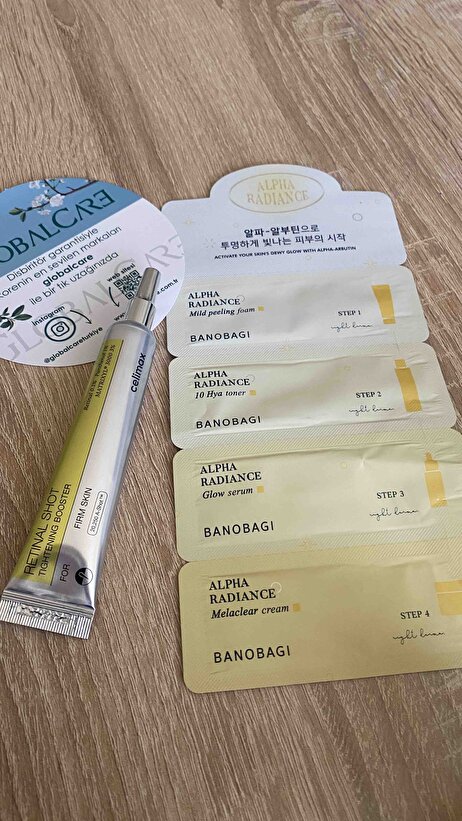 GLOBALCARE
Disbiritör garantisiyle
korenin en sevilen markaları
globalcare
ile bir tık uzağınızda
web sitesi
Instagram
@globalcareturkiye
celimax
RETINAL SHOT
TIGHTENING BOOSTER
FOR
FIRM SKIN
ALPHA
RADIANCE
알파-알부틴으로
투명하게 빛나는 피부의 시작
ACTIVATE YOUR SKIN'S DEWY GLOW WITH ALPHA-ARBUTIN
ALPHA
RADIANCE
Mild peeling foam
STEP 1
BANOBAGI
ALPHA
RADIANCE
10 Hya toner
STEP 2
BANOBAGI
ALPHA
RADIANCE
Glow serum
STEP 3
BANOBAGI
ALPHA
RADIANCE
Melaclear cream
STEP 4
BANOBAGI